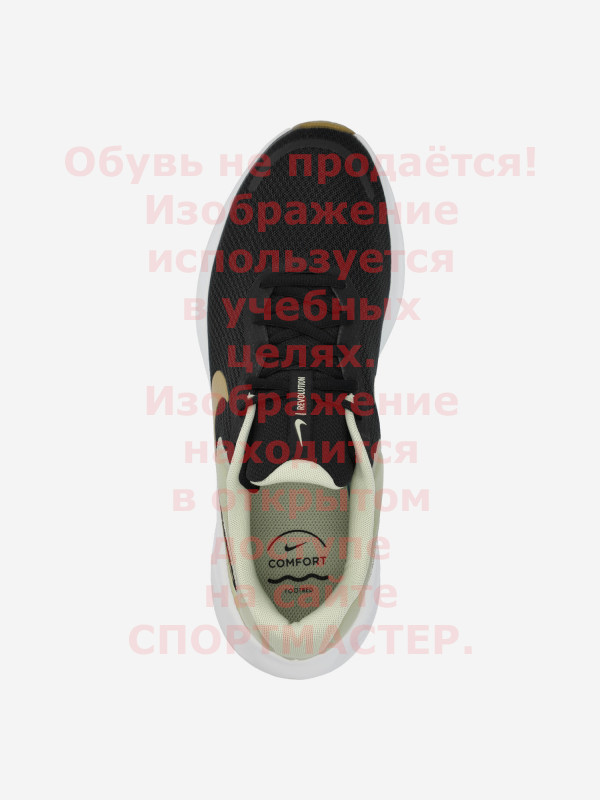 Обувь не продаётся!
Изображение
используется
в учебных
целях.
Изображение
REVOLUTION
находится
в открытом
доступе
COMFORT
FOOTBED
на сайте
СПОРТМАСТЕР.